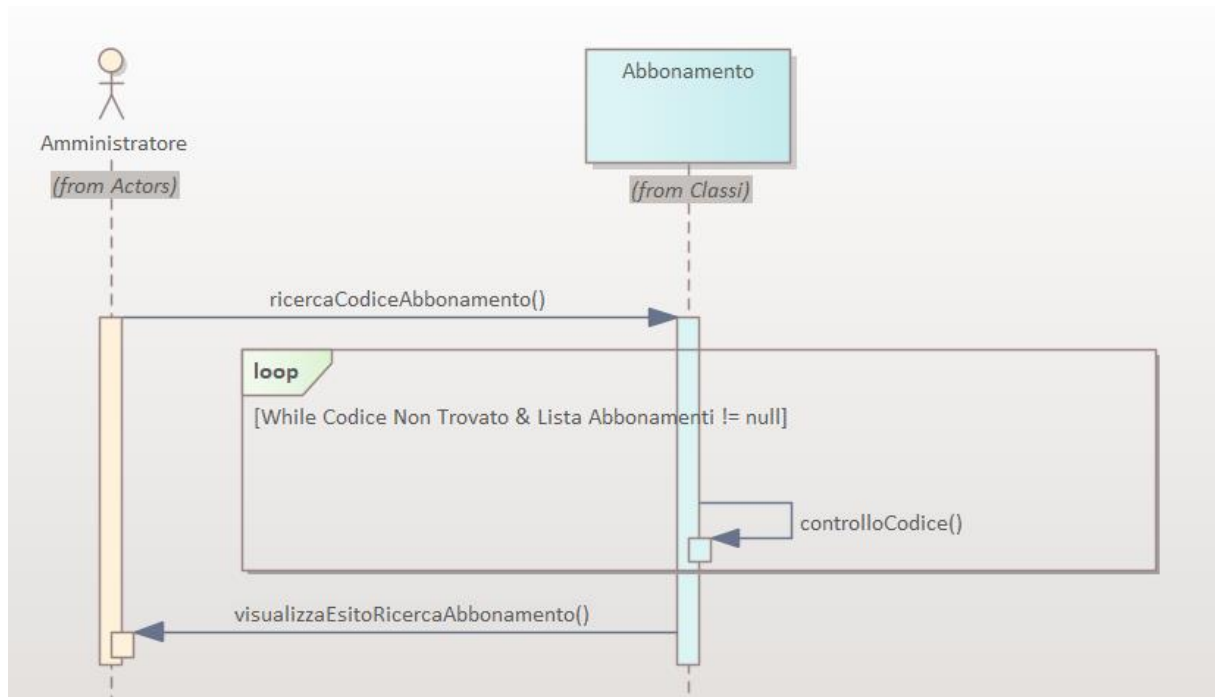 Abbonamento
Amministratore
(from Actors)
(from Classi)
ricercaCodiceAbbonamento()
loop
[While Codice Non Trovato & Lista Abbonamenti != null]
controlloCodice()
visualizzaEsitoRicercaAbbonamento()